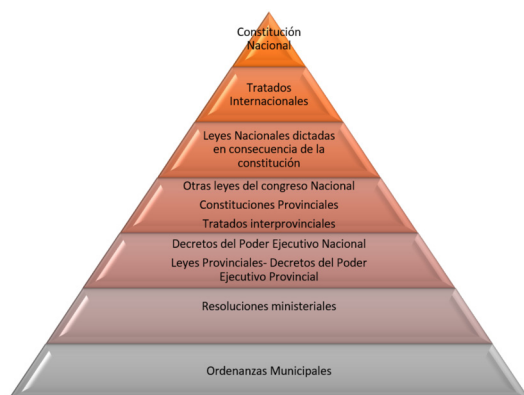 Constitución
Nacional
Tratados
Internacionales
Leyes Nacionales dictadas
en consecuencia de la
constitución
Otras leyes del congreso Nacional
Constituciones Provinciales
Tratados interprovinciales
Decretos del Poder Ejecutivo Nacional
Leyes Provinciales- Decretos del Poder
Ejecutivo Provincial
Resoluciones ministeriales
Ordenanzas Municipales